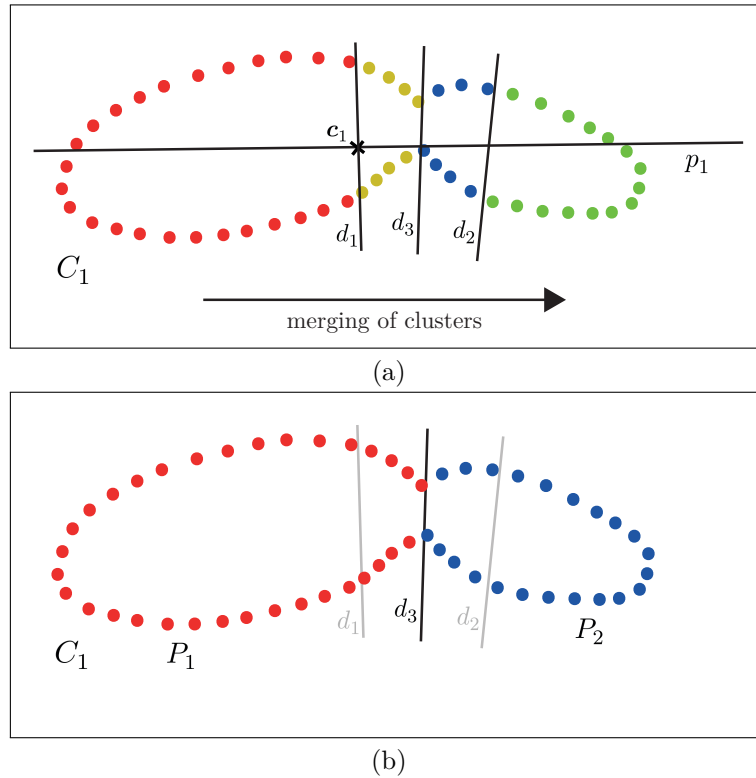 c₁
p₁
d₁ d₃ d₂
C₁
merging of clusters
(a)
d₁ d₃ d₂
C₁ P₁ P₂
(b)